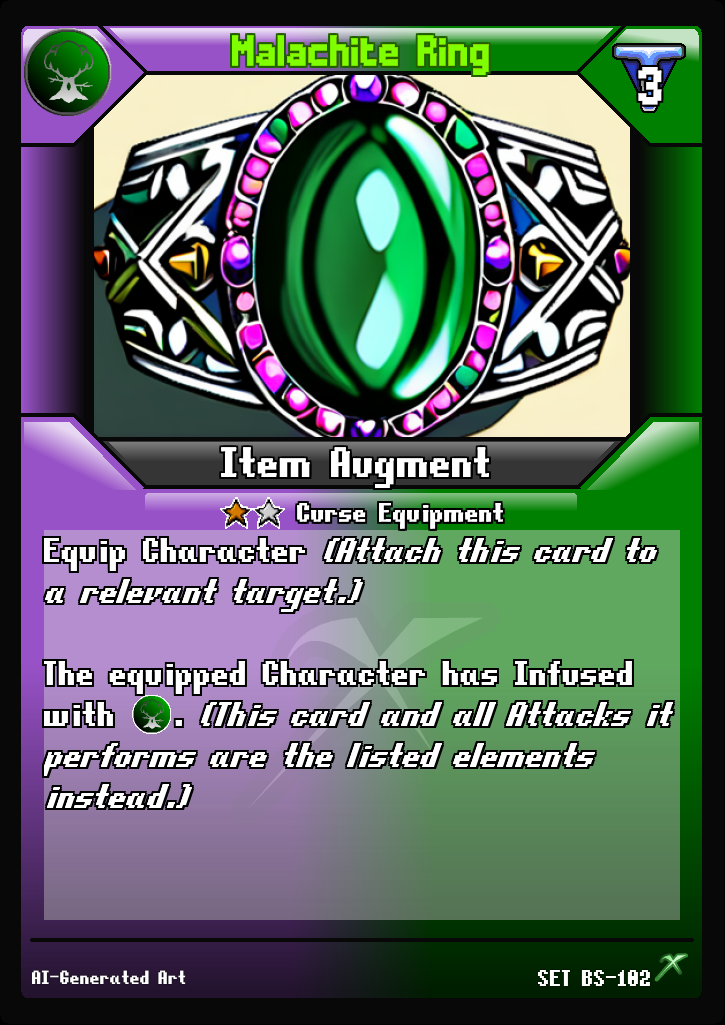 Malachite Ring
3
Item Augment
Curse Equipment
Equip Character (Attach this card to
a relevant target.)
The equipped Character has Infused
with . (This card and all Attacks it
performs are the listed elements
instead.)
AI-Generated Art
SET BS-102